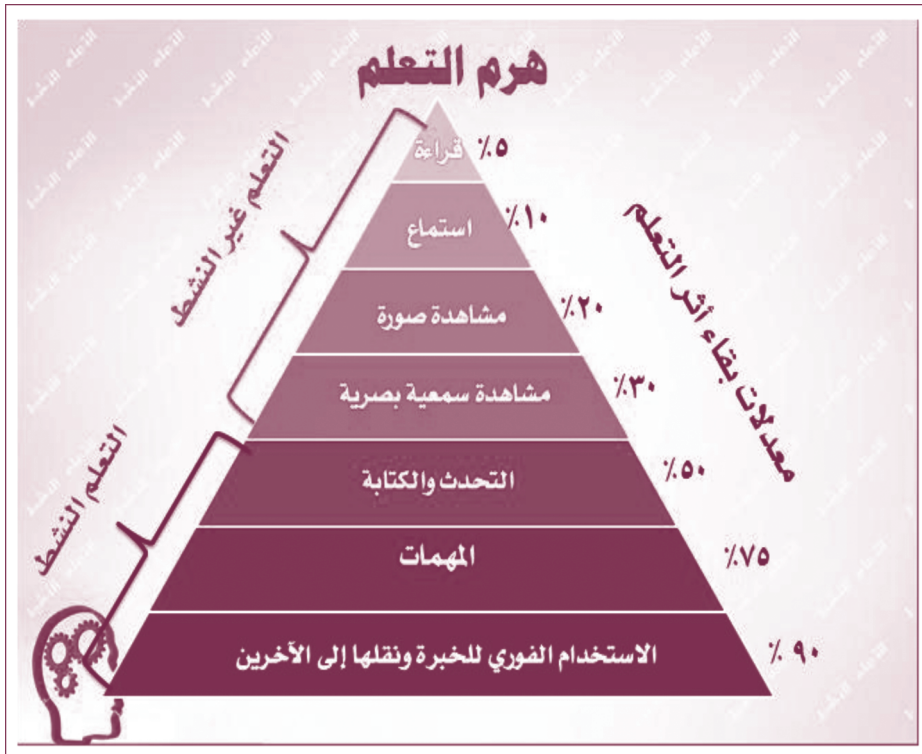 هرم التعلم
قراءة ٥٪
استماع ١٠٪
مشاهدة صورة ٢٠٪
مشاهدة سمعية بصرية ٣٠٪
التحدث والكتابة ٥٠٪
المهمات ٧٥٪
الاستخدام الفوري للخبرة ونقلها إلى الآخرين ٩٠ ٪
معدلات بقاء أثر التعلم
التعلم غير النشط
التعلم النشط